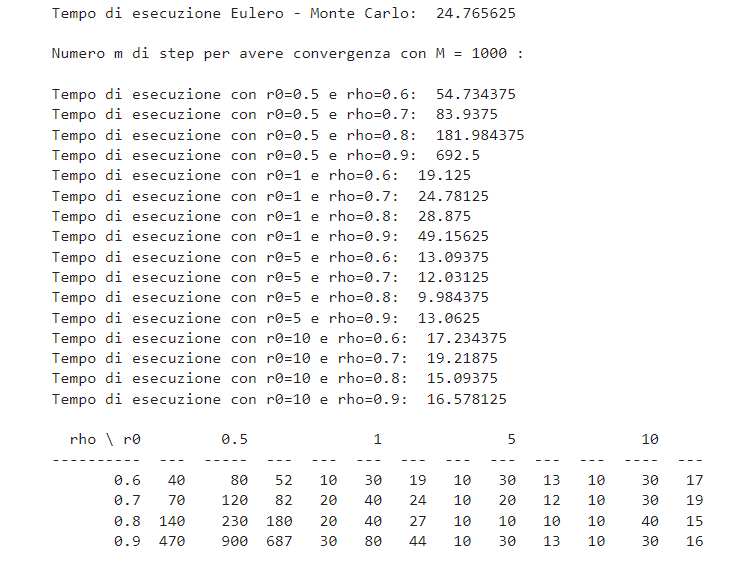 Tempo di esecuzione Eulero - Monte Carlo:  24.765625
Numero m di step per avere convergenza con M = 1000 :
Tempo di esecuzione con r0=0.5 e rho=0.6:  54.734375
Tempo di esecuzione con r0=0.5 e rho=0.7:  83.9375
Tempo di esecuzione con r0=0.5 e rho=0.8:  181.984375
Tempo di esecuzione con r0=0.5 e rho=0.9:  692.5
Tempo di esecuzione con r0=1 e rho=0.6:  19.125
Tempo di esecuzione con r0=1 e rho=0.7:  24.78125
Tempo di esecuzione con r0=1 e rho=0.8:  28.875
Tempo di esecuzione con r0=1 e rho=0.9:  49.15625
Tempo di esecuzione con r0=5 e rho=0.6:  13.09375
Tempo di esecuzione con r0=5 e rho=0.7:  12.03125
Tempo di esecuzione con r0=5 e rho=0.8:  9.984375
Tempo di esecuzione con r0=5 e rho=0.9:  13.0625
Tempo di esecuzione con r0=10 e rho=0.6:  17.234375
Tempo di esecuzione con r0=10 e rho=0.7:  19.21875
Tempo di esecuzione con r0=10 e rho=0.8:  15.09375
Tempo di esecuzione con r0=10 e rho=0.9:  16.578125
  rho \ r0         0.5              1              5              10
----------  ---  -----  ---  ---  ---  ---  ---  ---  ---  ---  ----  ---
       0.6   40     80   52   10   30   19   10   30   13   10    30   17
       0.7   70    120   82   20   40   24   10   20   12   10    30   19
       0.8  140    230  180   20   40   27   10   10   10   10    40   15
       0.9  470    900  687   30   80   44   10   30   13   10    30   16